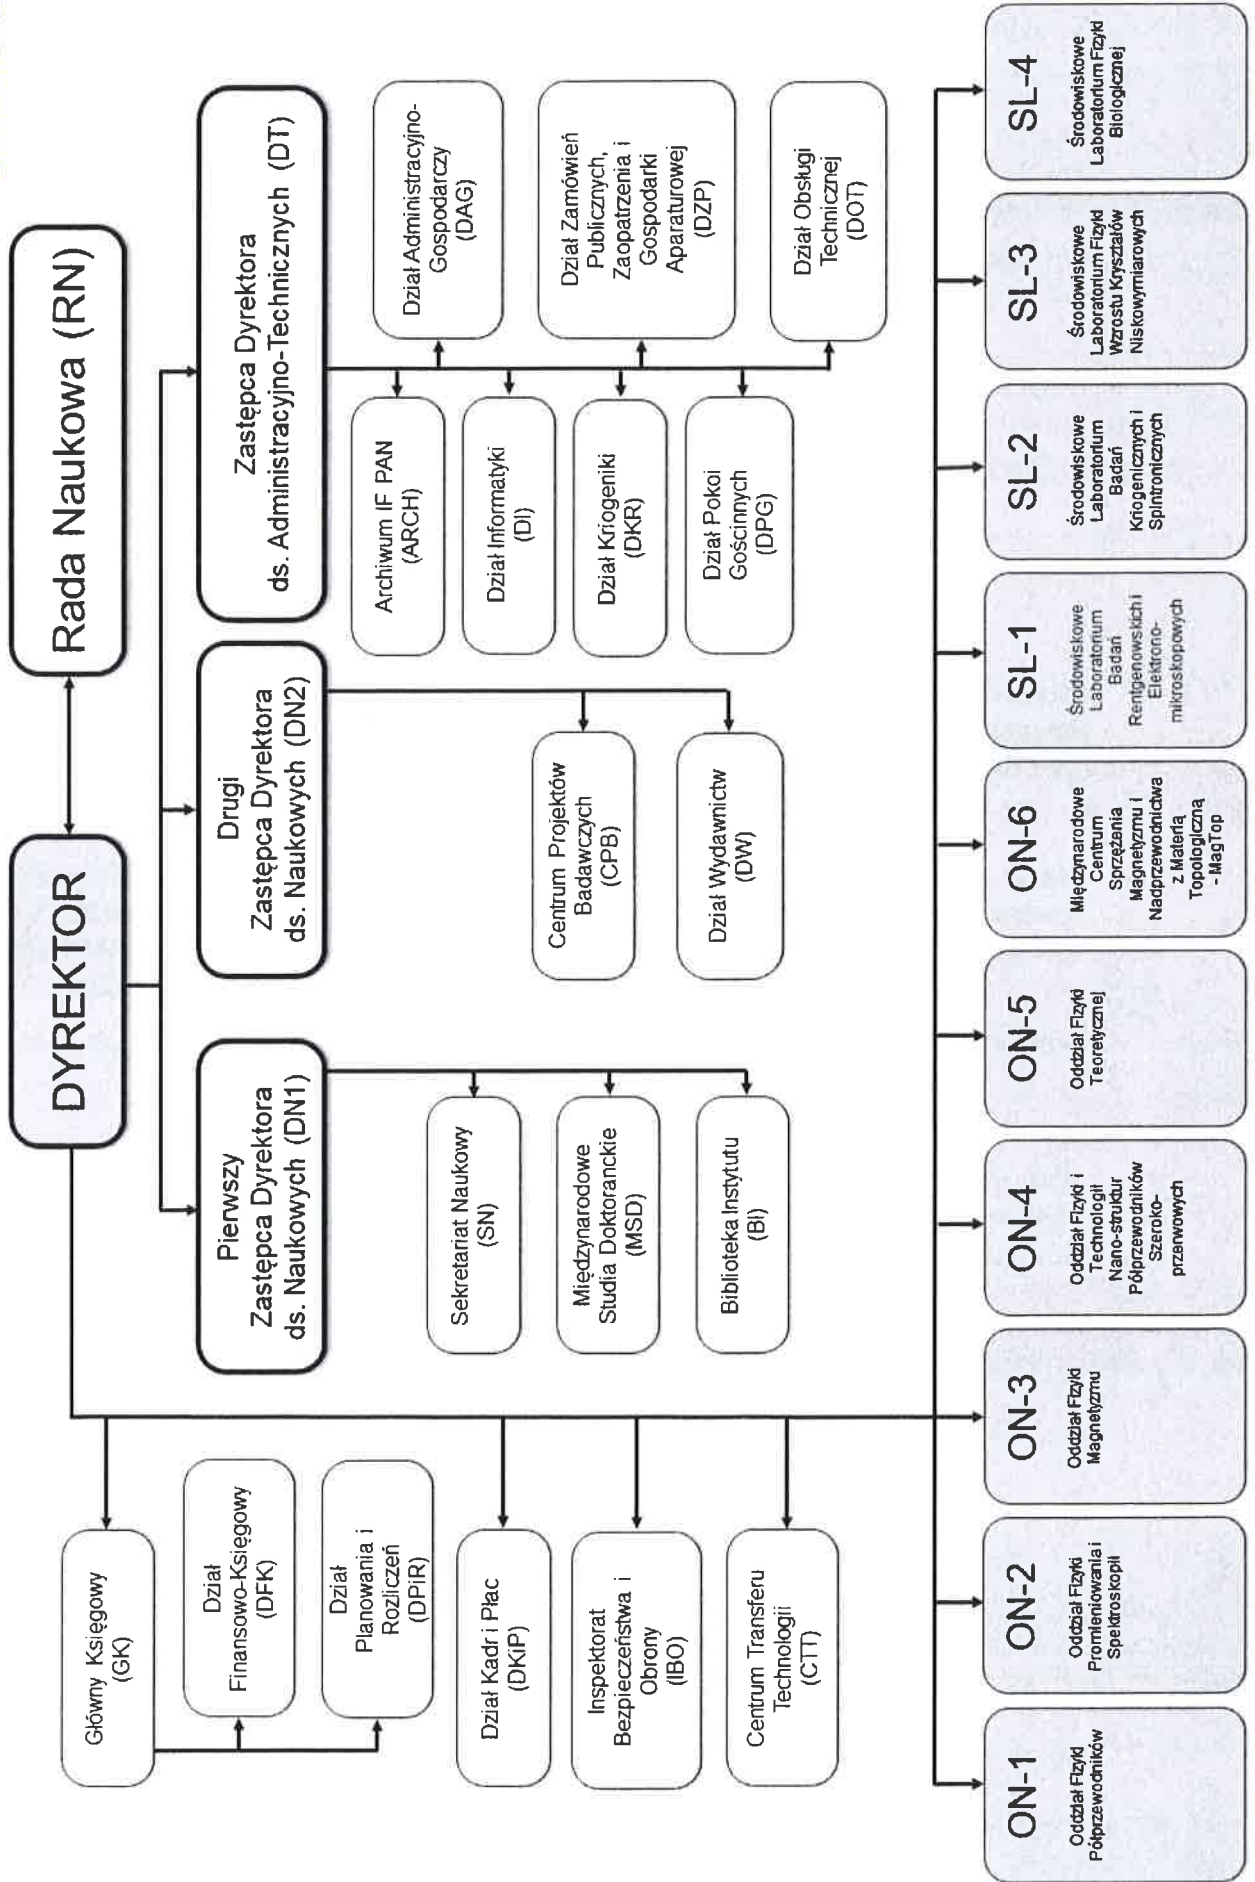 DYREKTOR
Rada Naukowa (RN)
Pierwszy
Zastępca Dyrektora
ds. Naukowych (DN1)
Drugi
Zastępca Dyrektora
ds. Naukowych (DN2)
Zastępca Dyrektora
ds. Administracyjno-Technicznych (DT)
Główny Księgowy
(GK)
Dział
Finansowo-Księgowy
(DFK)
Dział
Planowania i
Rozliczeń
(DPiR)
Dział Kadr i Płac
(DKiP)
Inspektorat
Bezpieczeństwa i
Obrony
(IBO)
Centrum Transferu
Technologii
(CTT)
Sekretariat Naukowy
(SN)
Międzynarodowe
Studia Doktoranckie
(MSD)
Biblioteka Instytutu
(BI)
Centrum Projektów
Badawczych
(CPB)
Dział Wydawnictw
(DW)
Archiwum IF PAN
(ARCH)
Dział Informatyki
(DI)
Dział Kriogeniki
(DKR)
Dział Pokoi
Gościnnych
(DPG)
Dział Administracyjno-
Gospodarczy
(DAG)
Dział Zamówień
Publicznych,
Zaopatrzenia i
Gospodarki
Aparaturowej
(DZP)
Dział Obsługi
Technicznej
(DOT)
ON-1
Oddział Fizyki
Półprzewodników
ON-2
Oddział Fizyki
Promieniowania i
Spektroskopii
ON-3
Oddział Fizyki
Magnetyzmu
ON-4
Oddział Fizyki i
Technologii
Nano-struktur
Półprzewodników
Szeroko-
przerwowych
ON-5
Oddział Fizyki
Teoretycznej
ON-6
Międzynarodowe
Centrum
Sprzężenia
Magnetyzmu i
Nadprzewodnictwa
z Materią
Topologiczną
- MagTop
SL-1
Środowiskowe
Laboratorium
Badań
Rentgenowskich i
Elektrono-
mikroskopowych
SL-2
Środowiskowe
Laboratorium
Badań
Kriogenicznych i
Spintronicznych
SL-3
Środowiskowe
Laboratorium Fizyki
Wzrostu Kryształów
Niskowymiarowych
SL-4
Środowiskowe
Laboratorium Fizyki
Biologicznej